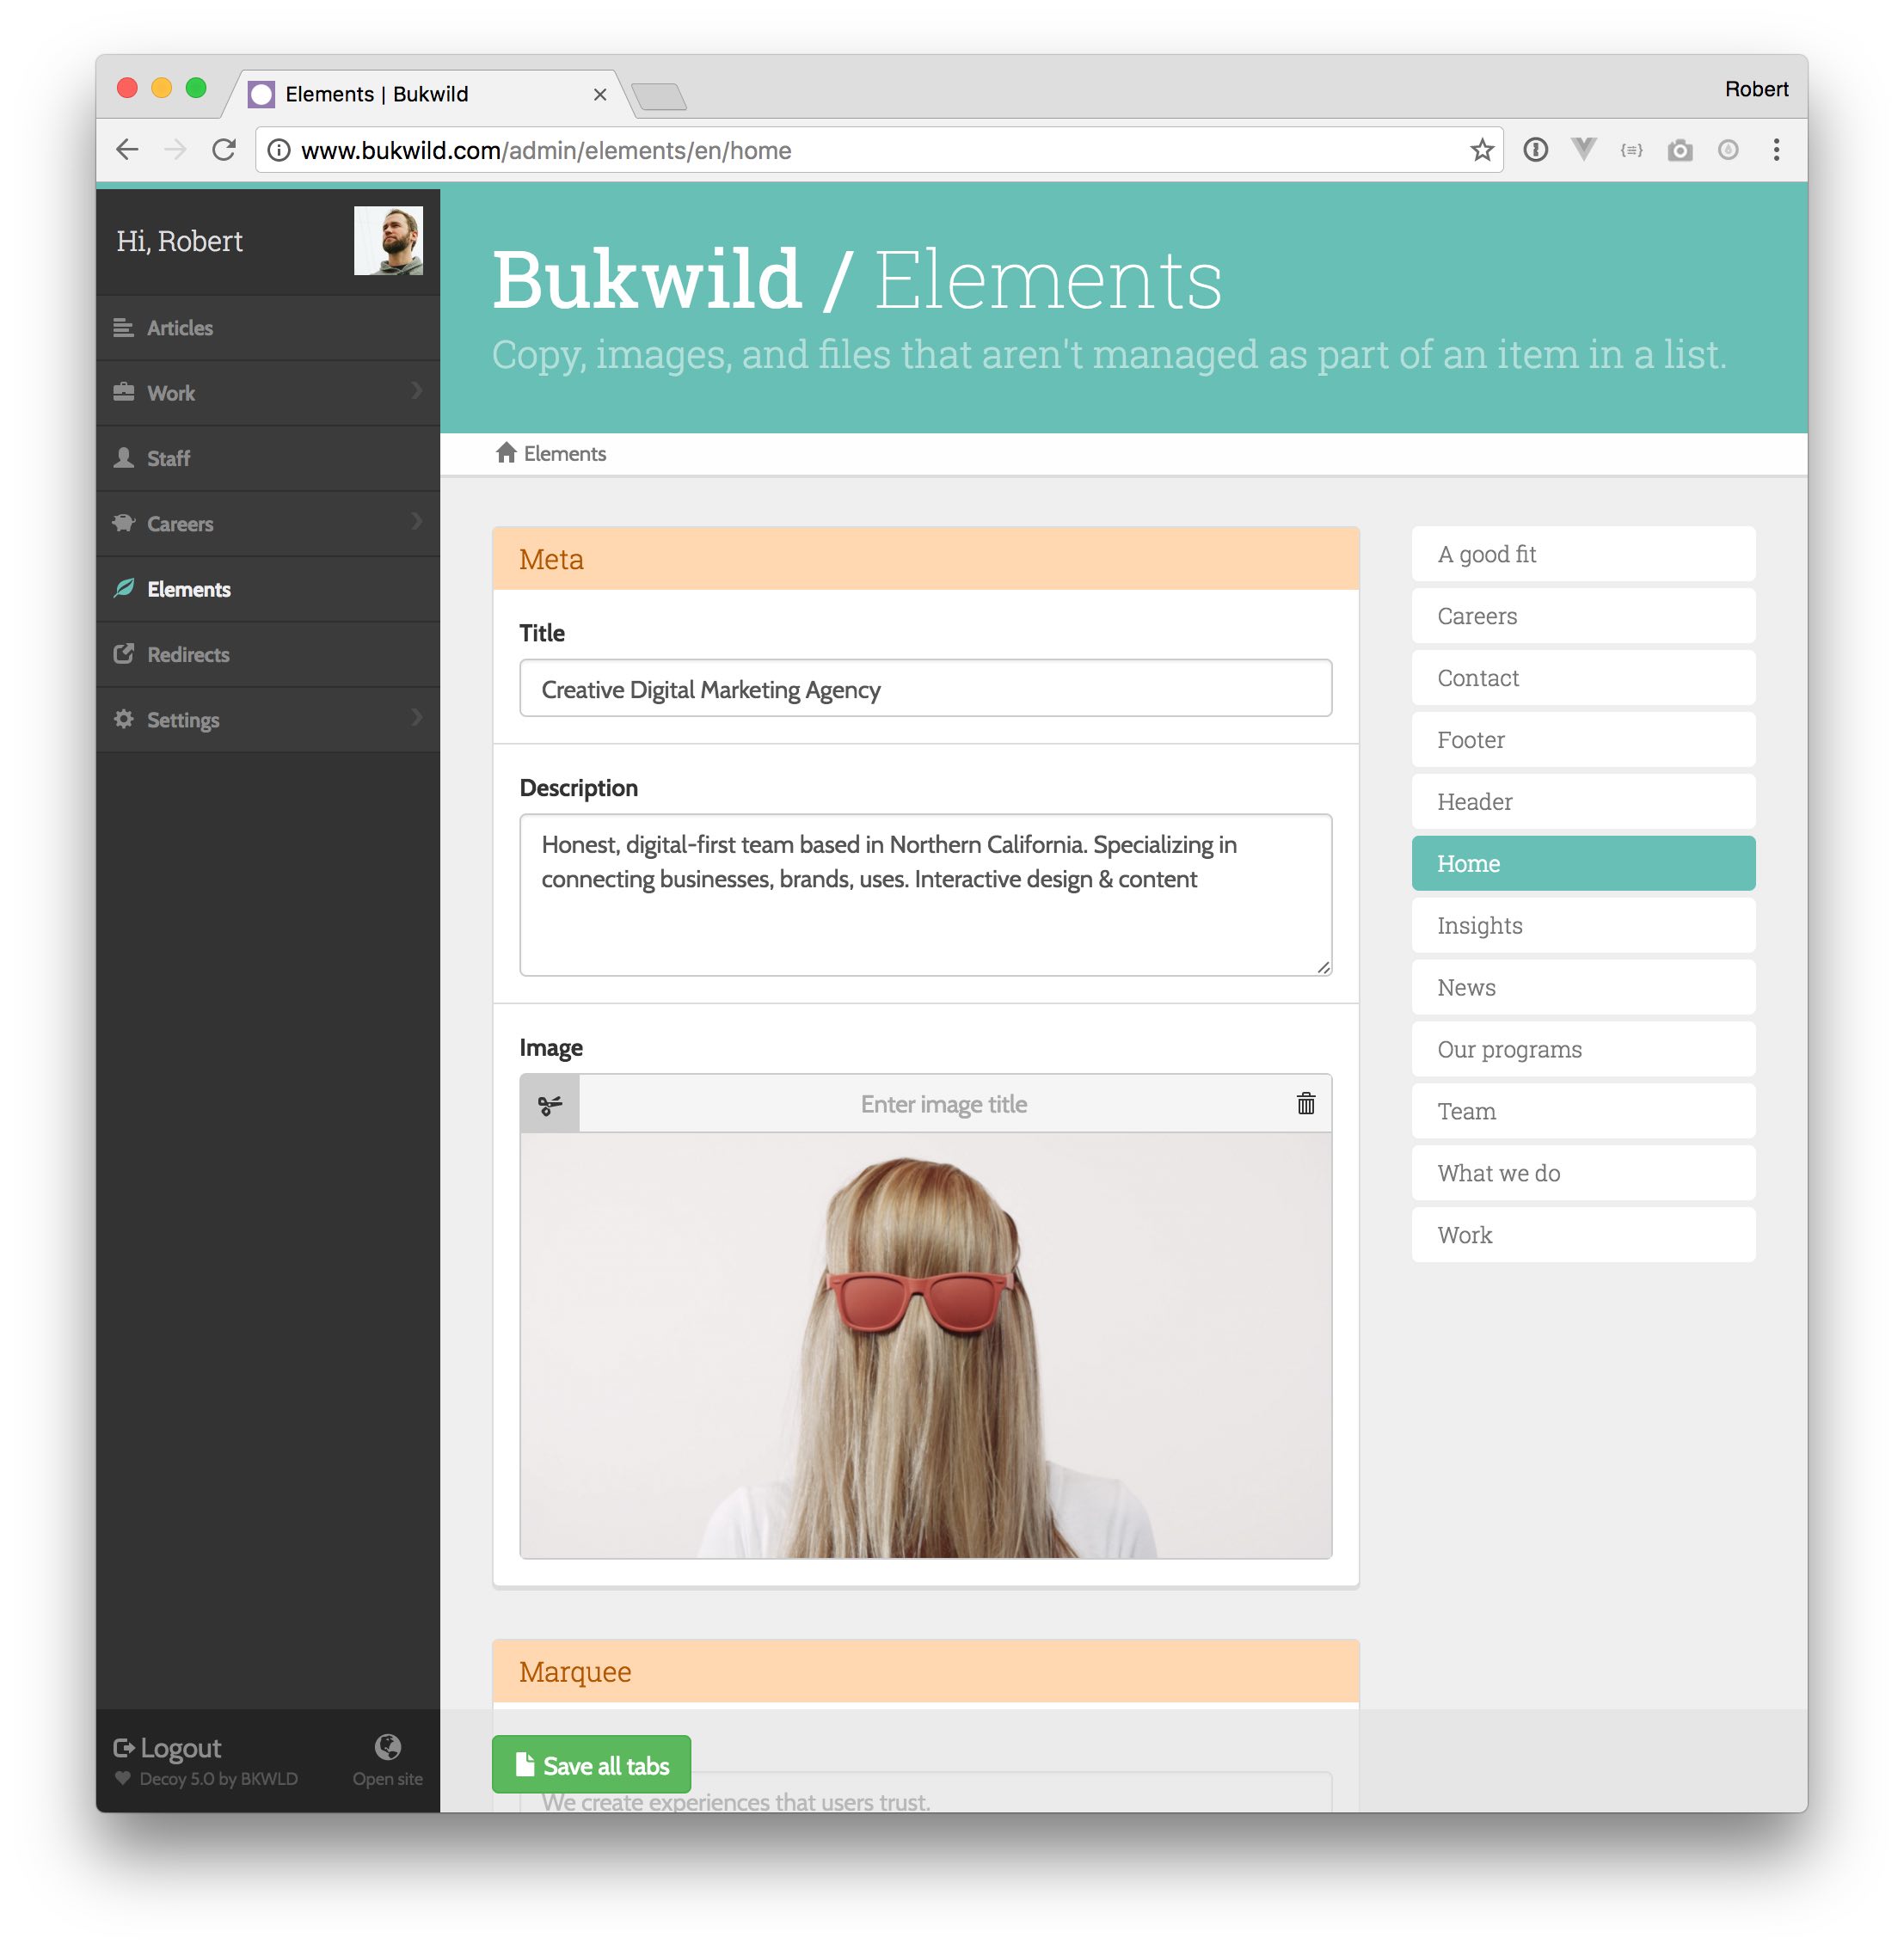 Elements | Bukwild
Robert
www.bukwild.com/admin/elements/en/home
Hi, Robert
Articles
Work
Staff
Careers
Elements
Redirects
Settings
Logout
Decoy 5.0 by BKWLD
Open site
Bukwild / Elements
Copy, images, and files that aren't managed as part of an item in a list.
Elements
Meta
Title
Creative Digital Marketing Agency
Description
Honest, digital-first team based in Northern California. Specializing in
connecting businesses, brands, uses. Interactive design & content
Image
Enter image title
Marquee
Save all tabs
We create experiences that users trust.
A good fit
Careers
Contact
Footer
Header
Home
Insights
News
Our programs
Team
What we do
Work